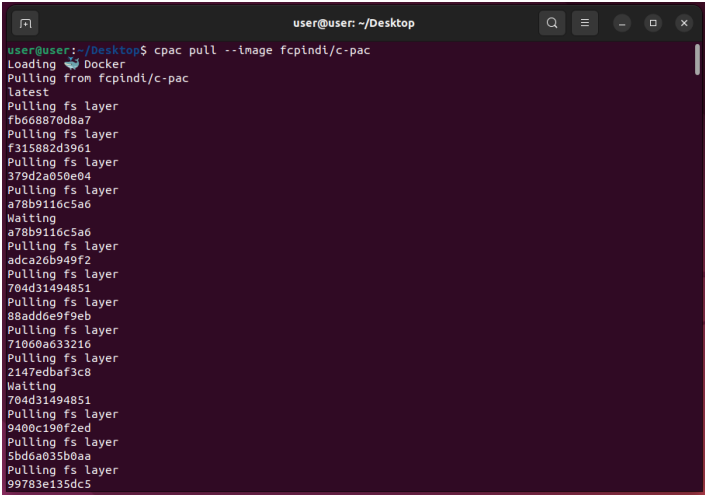 user@user: ~/Desktop
user@user:~/Desktop$ cpac pull --image fcpindi/c-pac
Loading 🐳 Docker
Pulling from fcpindi/c-pac
latest
Pulling fs layer
fb668870d8a7
Pulling fs layer
f315882d3961
Pulling fs layer
379d2a050e04
Pulling fs layer
a78b9116c5a6
Waiting
a78b9116c5a6
Pulling fs layer
adca26b949f2
Pulling fs layer
704d31494851
Pulling fs layer
88add6e9f9eb
Pulling fs layer
71060a633216
Pulling fs layer
2147edbaf3c8
Waiting
704d31494851
Pulling fs layer
9400c190f2ed
Pulling fs layer
5bd6a035b0aa
Pulling fs layer
99783e135dc5